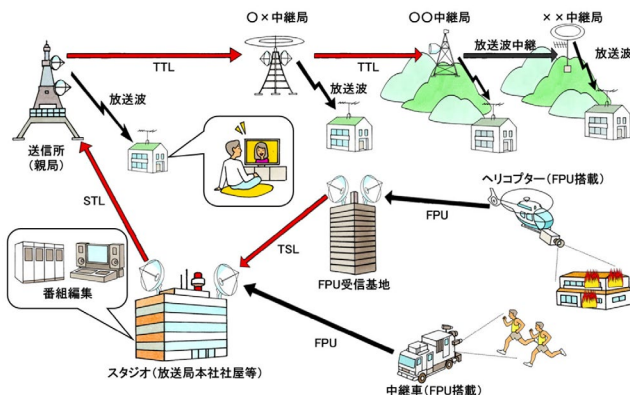 ○×中継局
○○中継局
××中継局
TTL
TTL
放送波中継
放送波
放送波
放送波
放送波
送信所
(親局)
STL
TSL
FPU
ヘリコプター(FPU搭載)
FPU受信基地
番組編集
FPU
スタジオ(放送局本社社屋等)
中継車(FPU搭載)